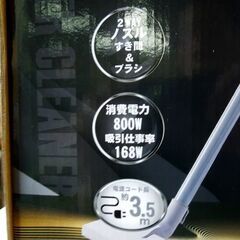 2WAY
ノズル
すき間
&
ブラシ
消費電力
800W
吸引仕事率
168W
電源コード長
約3.5m
CLEANER